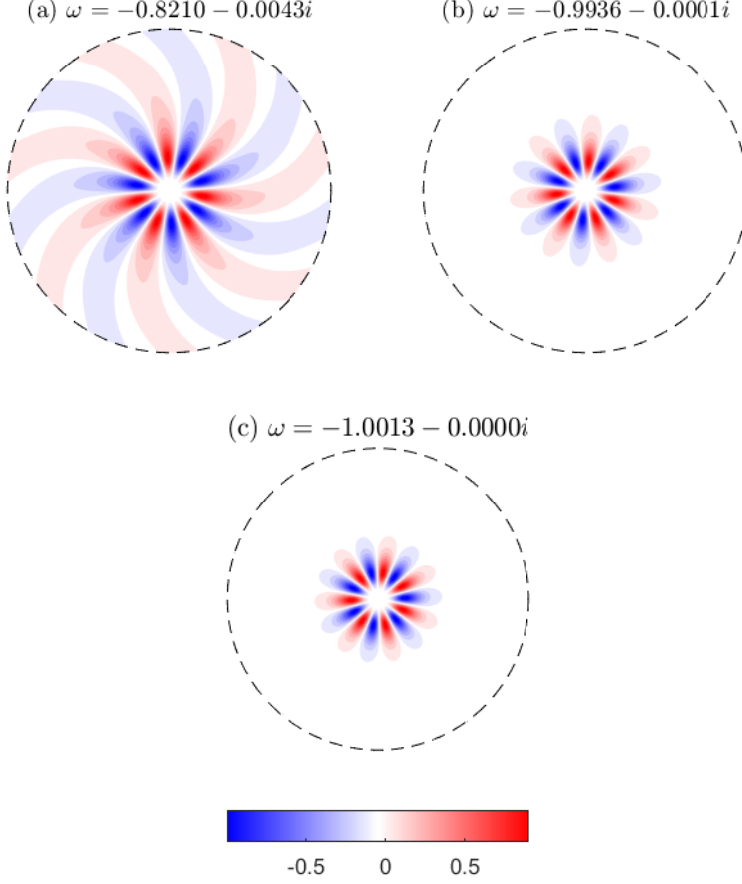 (a) ω = −0.8210 − 0.0043i
(b) ω = −0.9936 − 0.0001i
(c) ω = −1.0013 − 0.0000i
-0.5 0 0.5